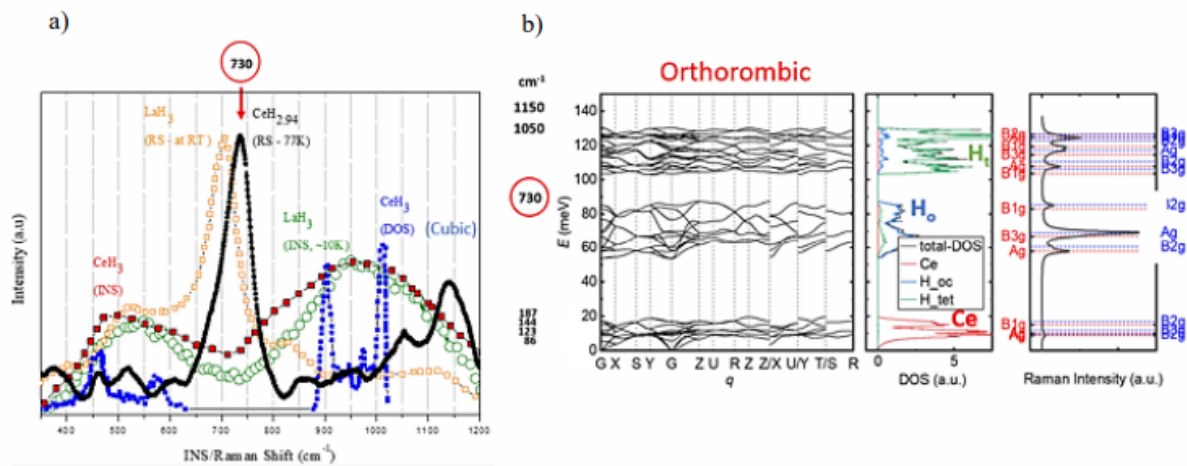 a)
730
LaH3
(RS - at RT )
CeH2.94
(RS - 77K)
CeH3
(INS)
LaH3
(INS, ~10K)
CeH3
(DOS)
(Cubic)
Intensity (a.u)
400 500 600 700 800 900 1000 1100 1200
INS/Raman Shift (cm-1)
b)
Orthorombic
cm-1
1150
1050
730
187
144
123
86
E (meV)
140
120
100
80
60
40
20
0
G X S Y G Z U R Z Z/X U/Y T/S R
q
Ht
Ho
total-DOS
Ce
H_oc
H_tet
Ce
0 5
DOS (a.u.)
B1g
B1g
B3g
Ag
B1g
Ag
B3g
B3g
I2g
Ag
B2g
B2g
B2g
Raman Intensity (a.u.)